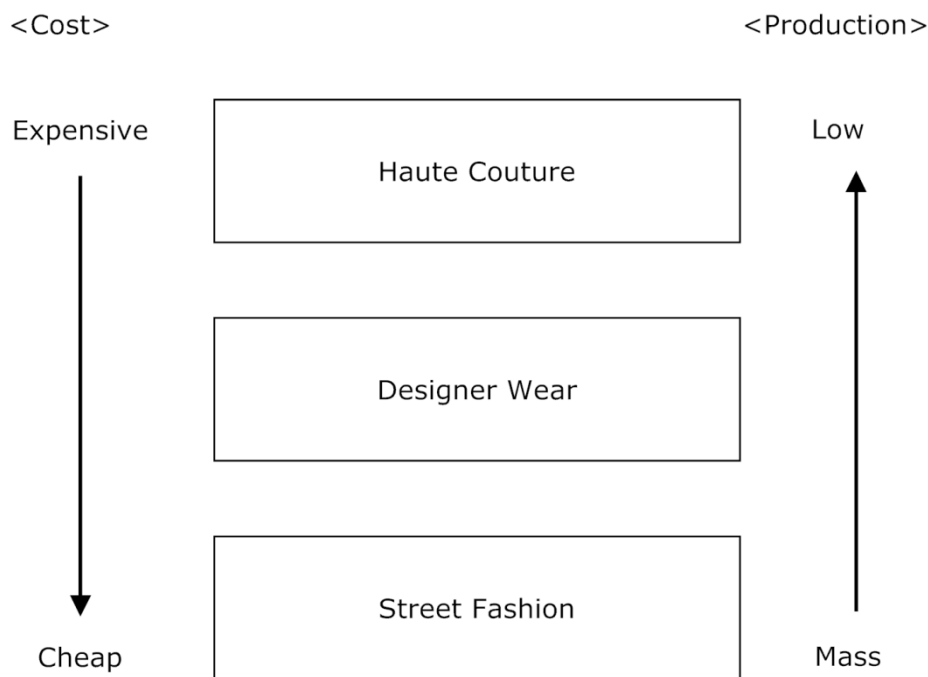 <Cost>
<Production>
Expensive
Haute Couture
Low
Designer Wear
Street Fashion
Cheap
Mass